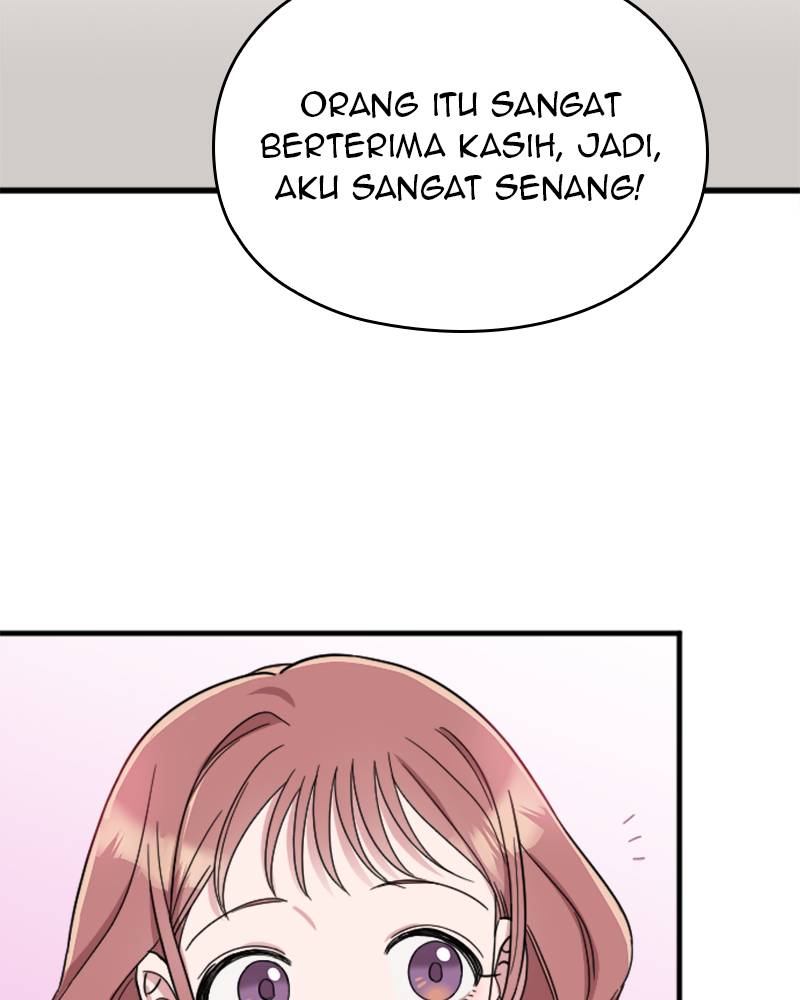 ORANG ITU SANGAT
BERTERIMA KASIH, JADI,
AKU SANGAT SENANG!